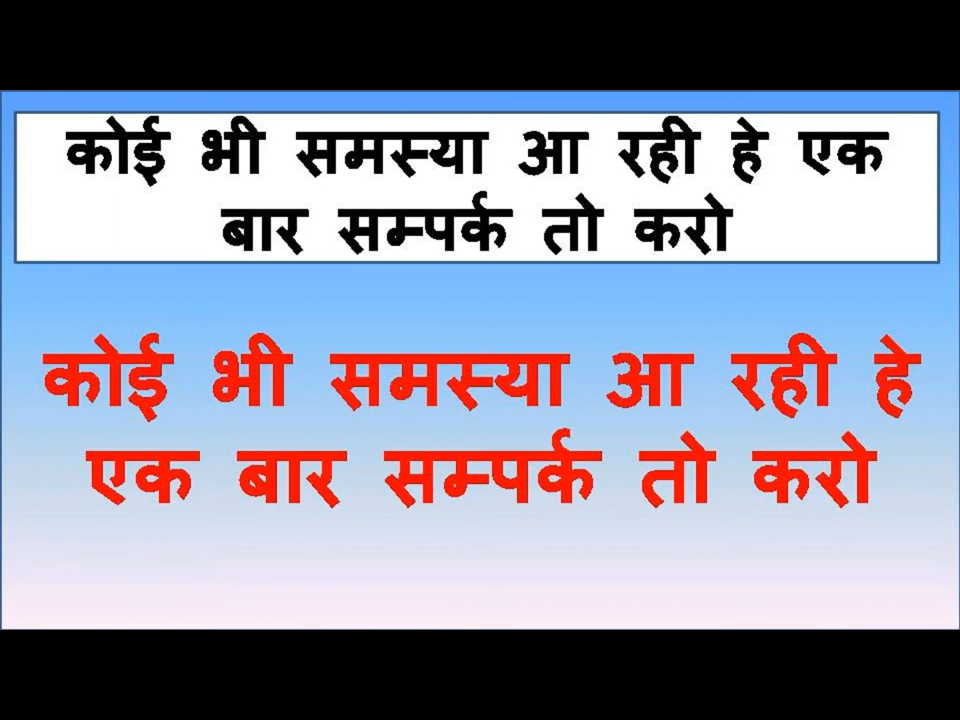 कोई भी समस्या आ रही हे एक
बार सम्पर्क तो करो
कोई भी समस्या आ रही हे
एक बार सम्पर्क तो करो